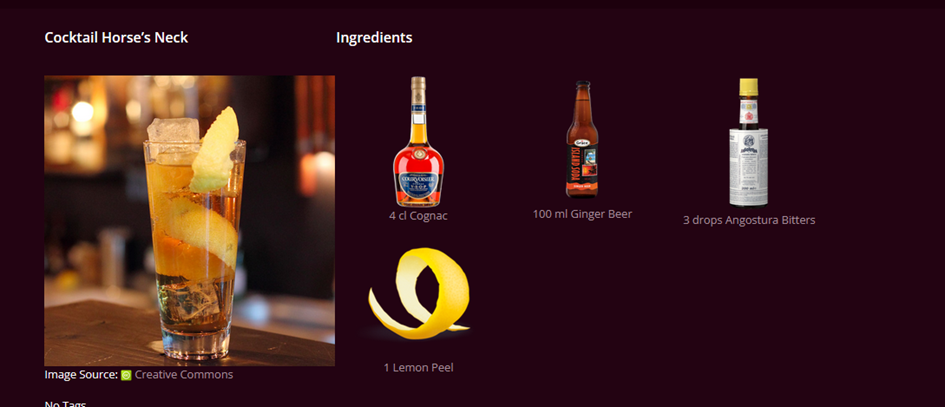 Cocktail Horse's Neck
Ingredients
COURVOISIER
V.S.O.P
4 cl Cognac
100 ml Ginger Beer
3 drops Angostura Bitters
1 Lemon Peel
Image Source: Creative Commons
No Tags